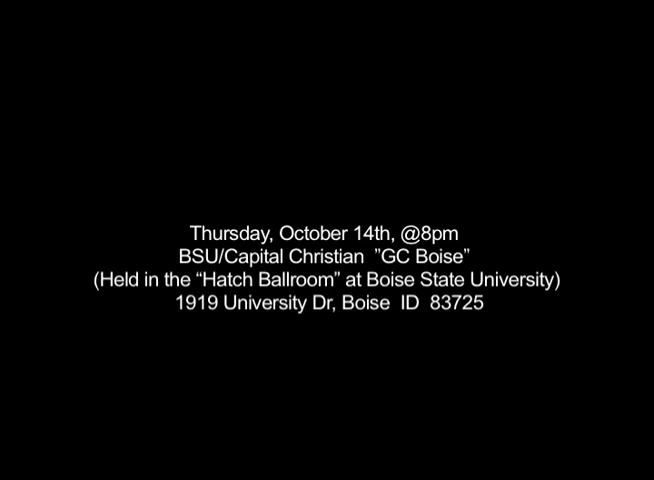 Thursday, October 14th, @8pm
BSU/Capital Christian  ”GC Boise”
(Held in the “Hatch Ballroom” at Boise State University)
1919 University Dr, Boise  ID  83725